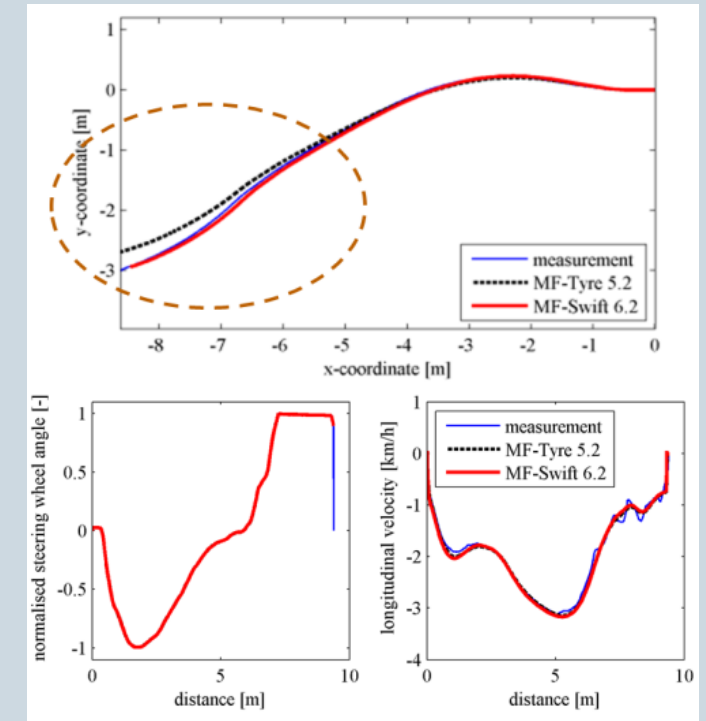 1
0
-1
-2
-3
y-coordinate [m]
measurement
MF-Tyre 5.2
MF-Swift 6.2
-8 -7 -6 -5 -4 -3 -2 -1 0
x-coordinate [m]
normalised steering wheel angle [-]
1
0.5
0
-0.5
-1
0 5 10
distance [m]
longitudinal velocity [km/h]
1
0
-1
-2
-3
-4
measurement
MF-Tyre 5.2
MF-Swift 6.2
0 5 10
distance [m]